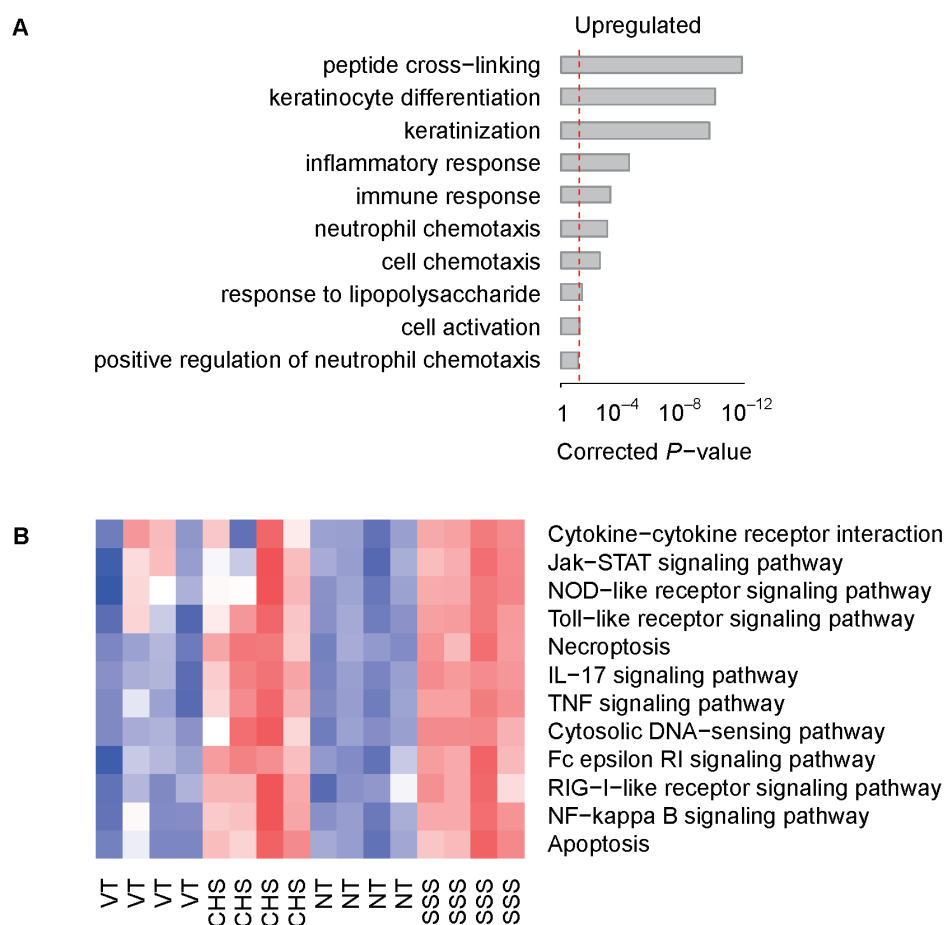 A
Upregulated
peptide cross−linking
keratinocyte differentiation
keratinization
inflammatory response
immune response
neutrophil chemotaxis
cell chemotaxis
response to lipopolysaccharide
cell activation
positive regulation of neutrophil chemotaxis
1 10−4 10−8 10−12
Corrected P−value
B
Cytokine−cytokine receptor interaction
Jak−STAT signaling pathway
NOD−like receptor signaling pathway
Toll−like receptor signaling pathway
Necroptosis
IL−17 signaling pathway
TNF signaling pathway
Cytosolic DNA−sensing pathway
Fc epsilon RI signaling pathway
RIG−I−like receptor signaling pathway
NF−kappa B signaling pathway
Apoptosis
VT VT VT VT CHS CHS CHS CHS NT NT NT NT SSS SSS SSS SSS